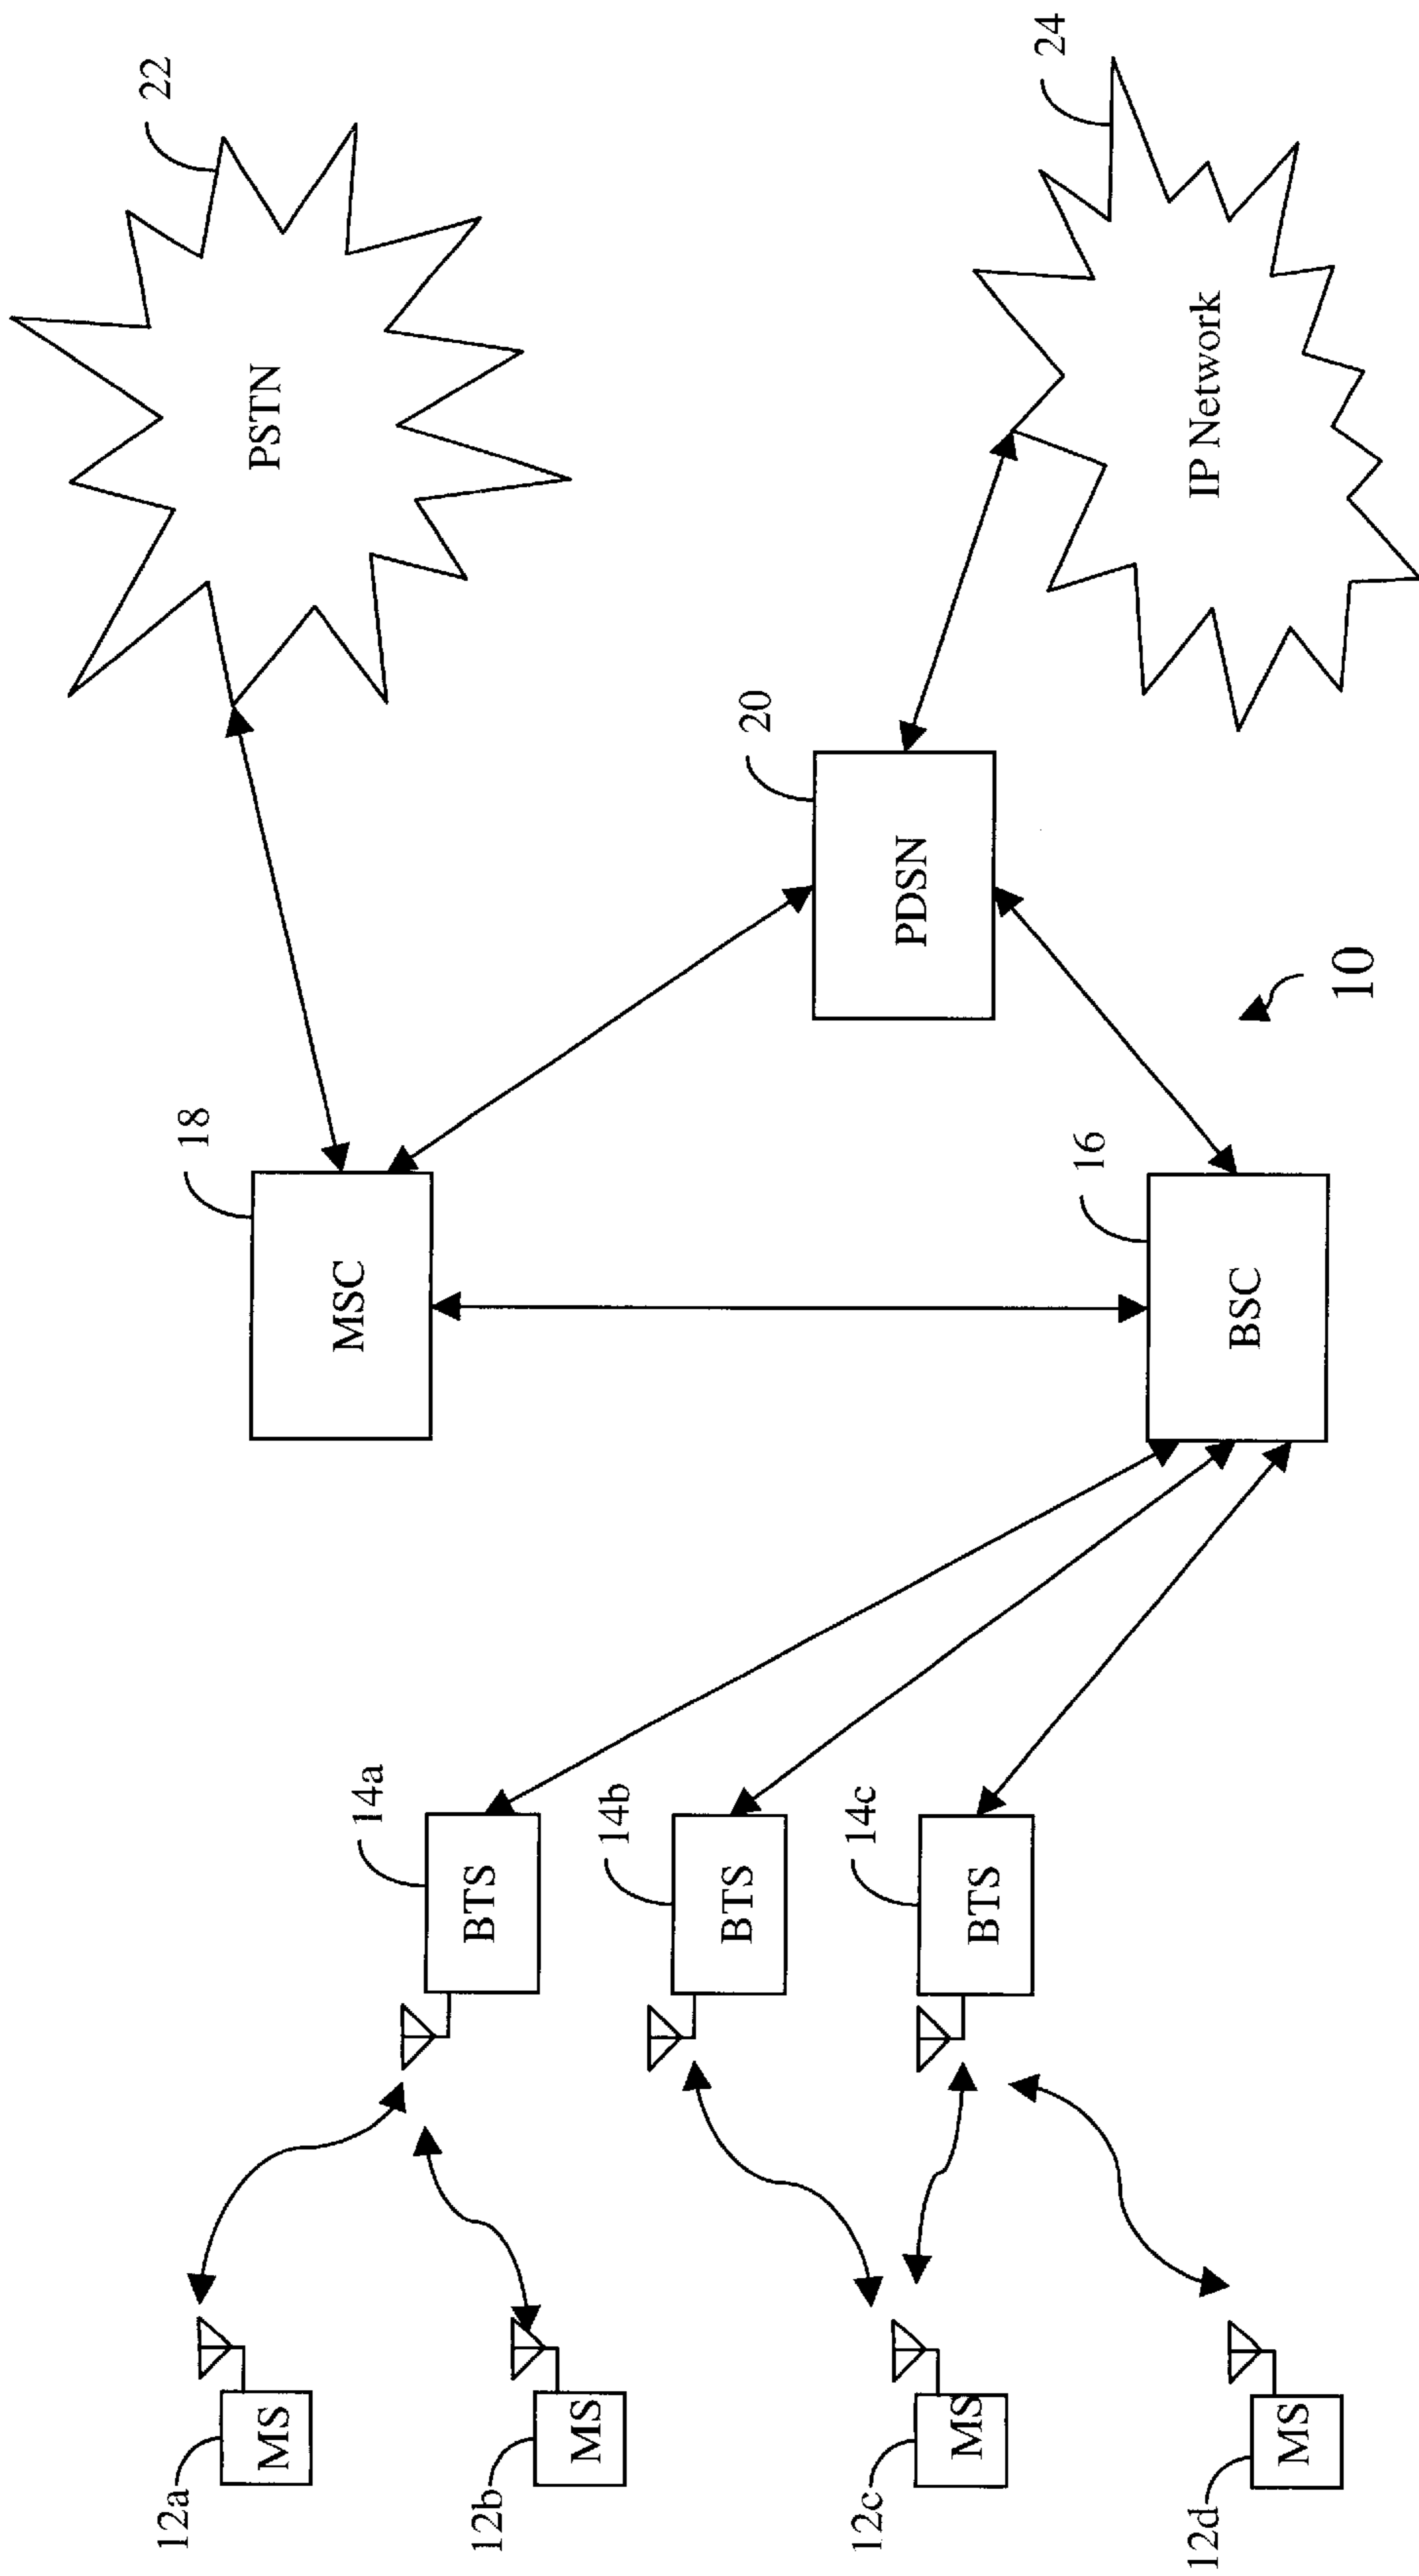 12a
MS
12b
MS
12c
MS
12d
MS
14a
BTS
14b
BTS
14c
BTS
18
MSC
16
BSC
20
PDSN
10
22
PSTN
24
IP Network